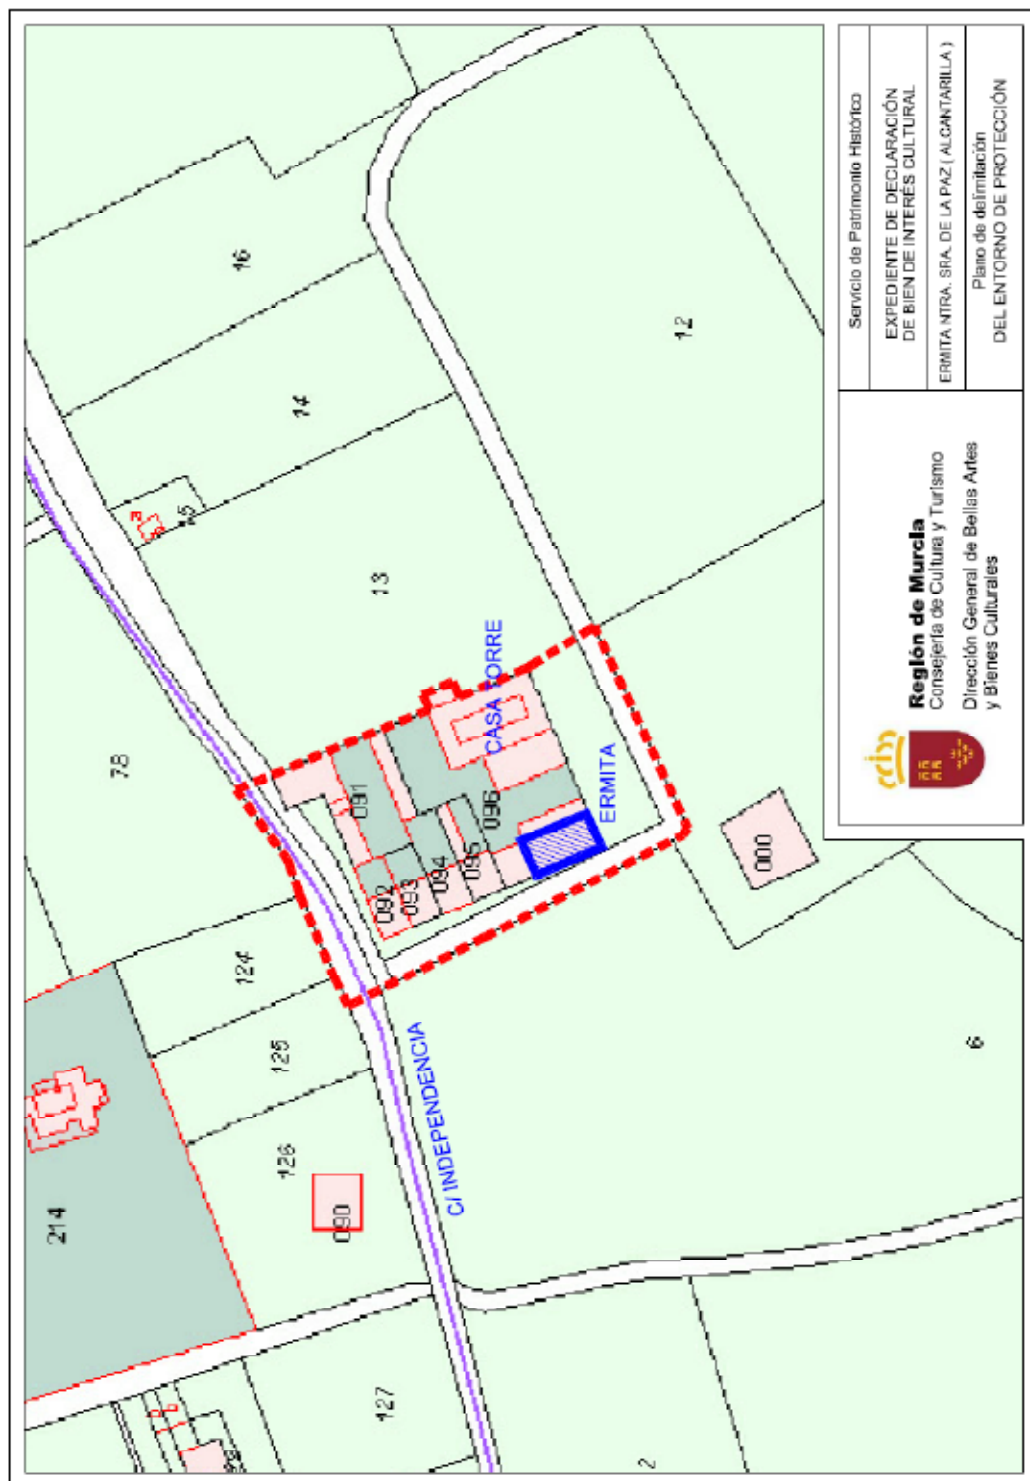 16
14
12
15
13
78
CASA TORRE
091
ERMITA
096
092
093
094
095
000
124
125
C/ INDEPENDENCIA
6
126
090
214
127
2
Región de Murcia
Consejería de Cultura y Turismo
Dirección General de Bellas Artes
y Bienes Culturales
Servicio de Patrimonio Histórico
EXPEDIENTE DE DECLARACIÓN
DE BIEN DE INTERÉS CULTURAL
ERMITA NTRA. SRA. DE LA PAZ ( ALCANTARILLA )
Plano de delimitación
DEL ENTORNO DE PROTECCIÓN